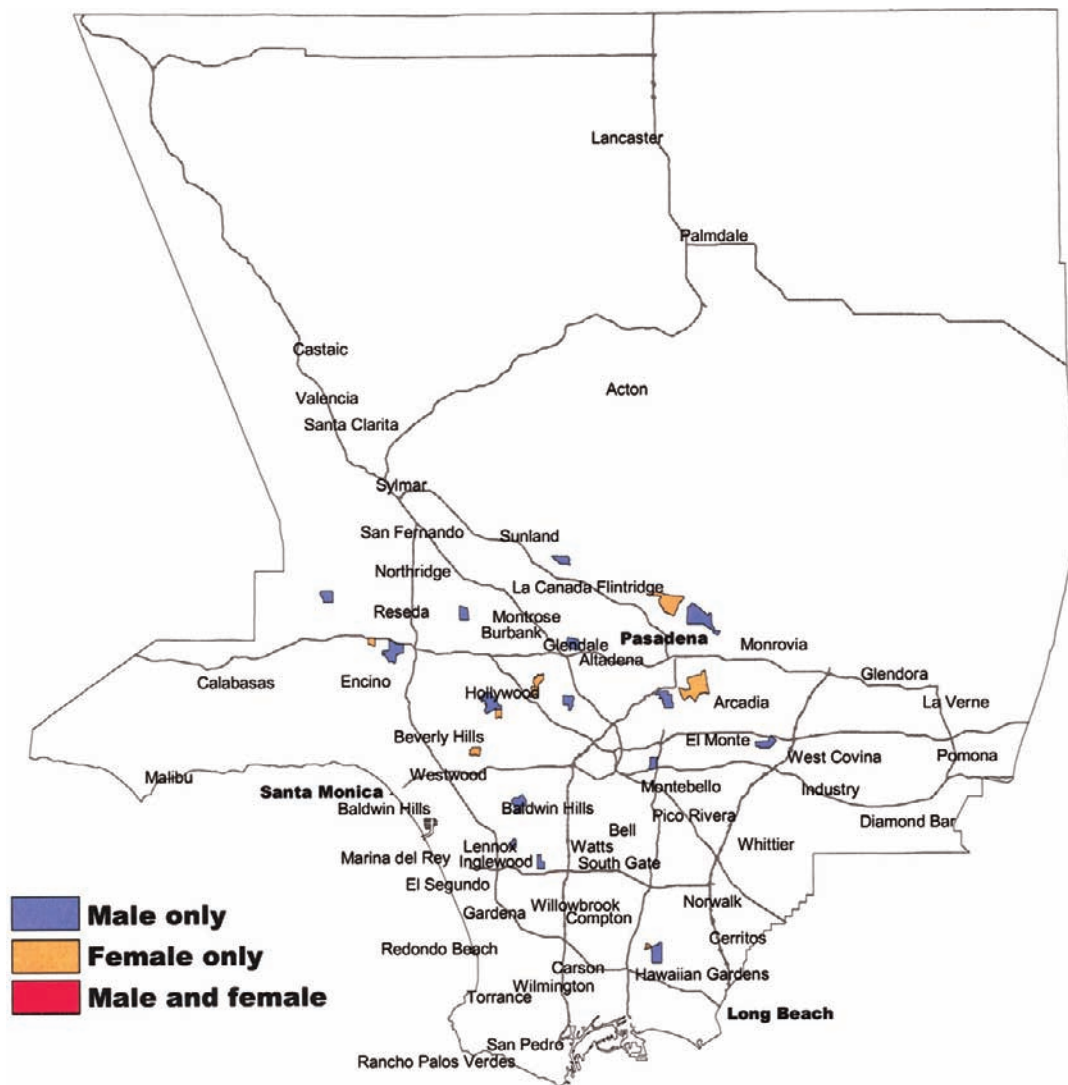 Lancaster
Palmdale
Castaic
Acton
Valencia
Santa Clarita
Sylmar
San Fernando
Sunland
Northridge
La Canada Flintridge
Reseda
Montrose
Burbank
Glendale
Pasadena
Monrovia
Altadena
Glendora
Calabasas
Encino
Hollywood
Arcadia
La Verne
Beverly Hills
El Monte
West Covina
Pomona
Malibu
Westwood
Santa Monica
Montebello
Industry
Baldwin Hills
Baldwin Hills
Pico Rivera
Diamond Bar
Bell
Lennox
Watts
Whittier
Marina del Rey
Inglewood
South Gate
El Segundo
Willowbrook
Norwalk
Gardena
Compton
Male only
Cerritos
Redondo Beach
Female only
Carson
Hawaiian Gardens
Wilmington
Torrance
Male and female
Long Beach
San Pedro
Rancho Palos Verdes